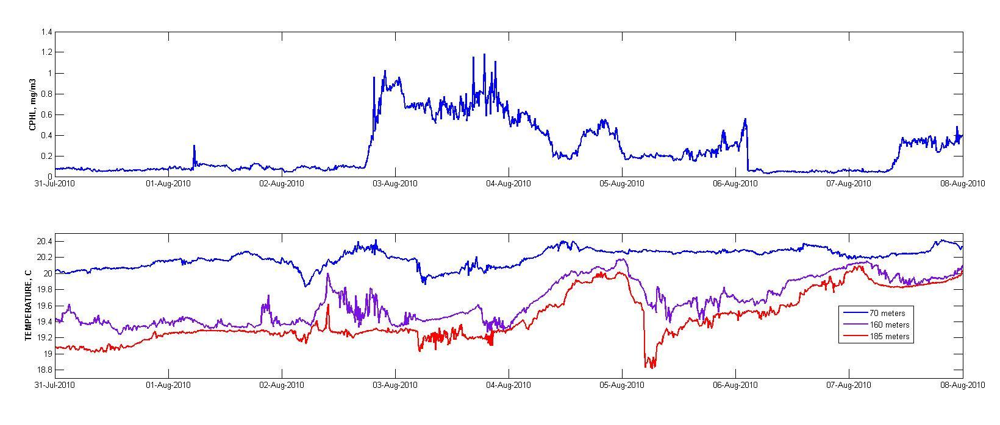 CPHL, mg/m3
1.4
1.2
1
0.8
0.6
0.4
0.2
0
31-Jul-2010 01-Aug-2010 02-Aug-2010 03-Aug-2010 04-Aug-2010 05-Aug-2010 06-Aug-2010 07-Aug-2010 08-Aug-2010
TEMPERATURE, C
20.4
20.2
20
19.8
19.6
19.4
19.2
19
18.8
70 meters
160 meters
185 meters
31-Jul-2010 01-Aug-2010 02-Aug-2010 03-Aug-2010 04-Aug-2010 05-Aug-2010 06-Aug-2010 07-Aug-2010 08-Aug-2010